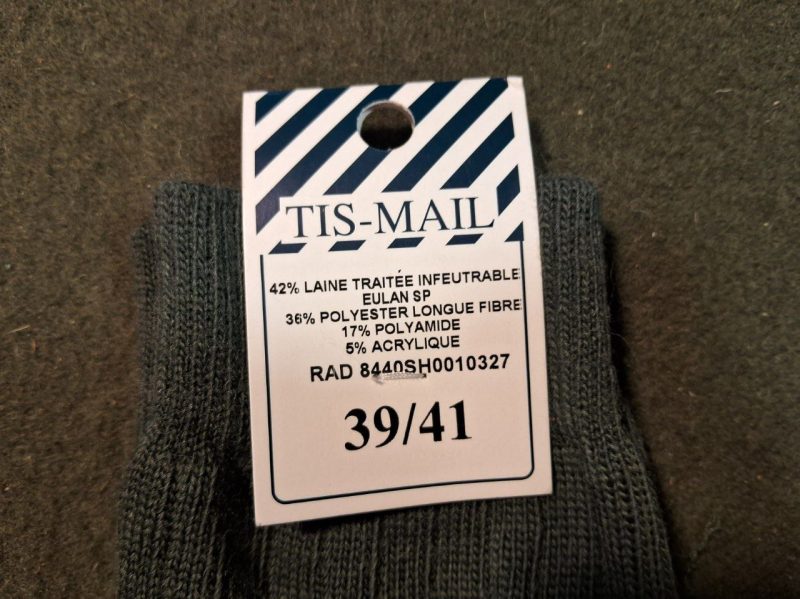 TIS-MAIL
42% LAINE TRAITÉE INFEUTRABLE
EULAN SP
36% POLYESTER LONGUE FIBRE
17% POLYAMIDE
5% ACRYLIQUE
RAD 8440SH0010327
39/41